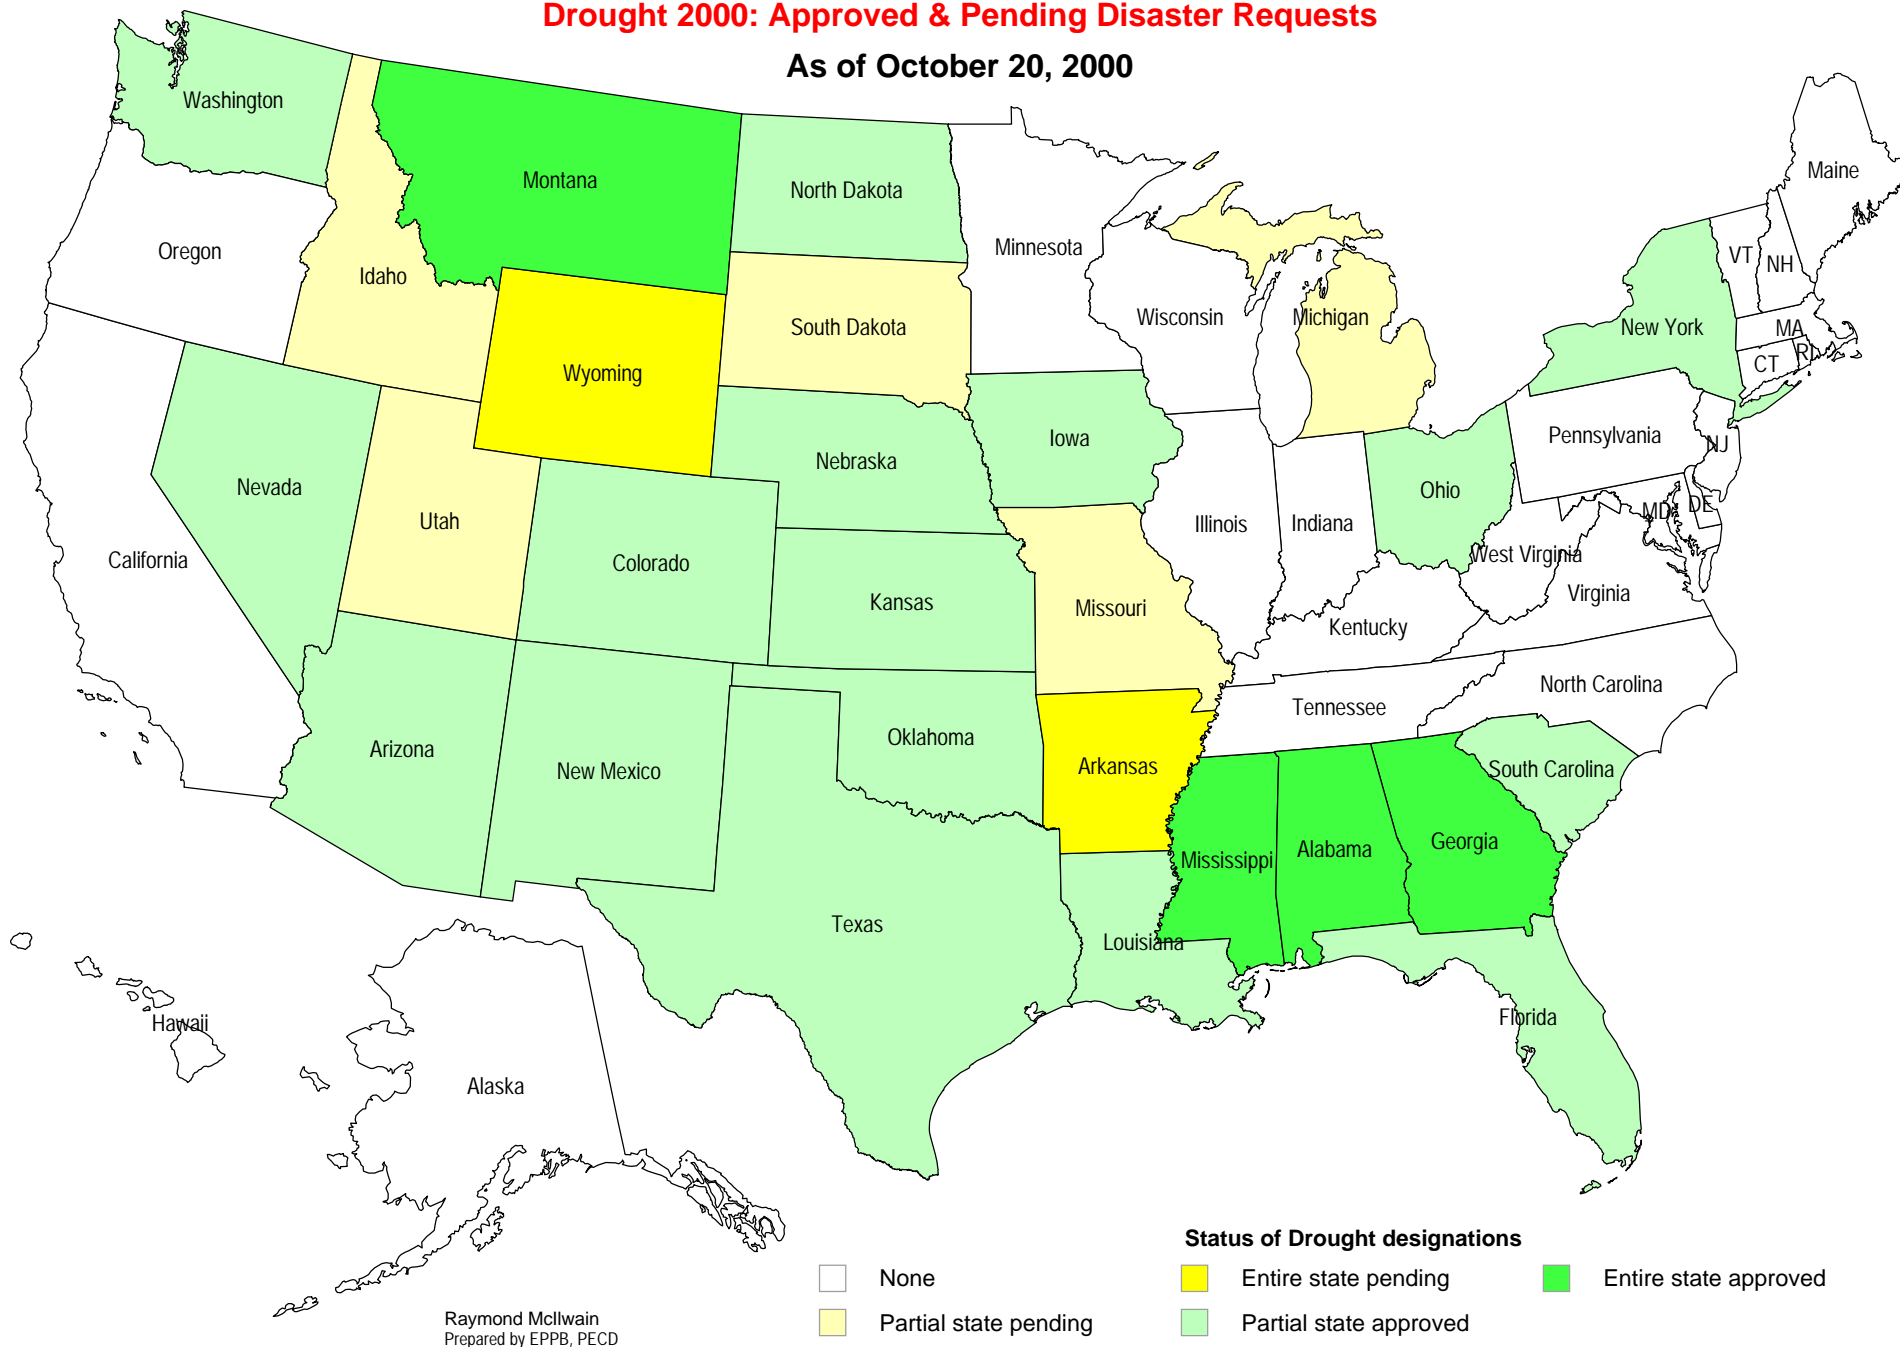 Drought 2000: Approved & Pending Disaster Requests
As of October 20, 2000
Washington
Montana
North Dakota
Minnesota
Maine
Oregon
Idaho
VT
NH
South Dakota
Wisconsin
Michigan
New York
MA
RI
CT
Wyoming
Iowa
Pennsylvania
NJ
Nebraska
Nevada
Utah
Ohio
Illinois
Indiana
MD
DE
West Virginia
California
Colorado
Kansas
Missouri
Virginia
Kentucky
North Carolina
Tennessee
Arizona
New Mexico
Oklahoma
Arkansas
South Carolina
Mississippi
Alabama
Georgia
Texas
Louisiana
Florida
Hawaii
Alaska
Status of Drought designations
None
Entire state pending
Entire state approved
Partial state pending
Partial state approved
Raymond McIlwain
Prepared by EPPB, PECD